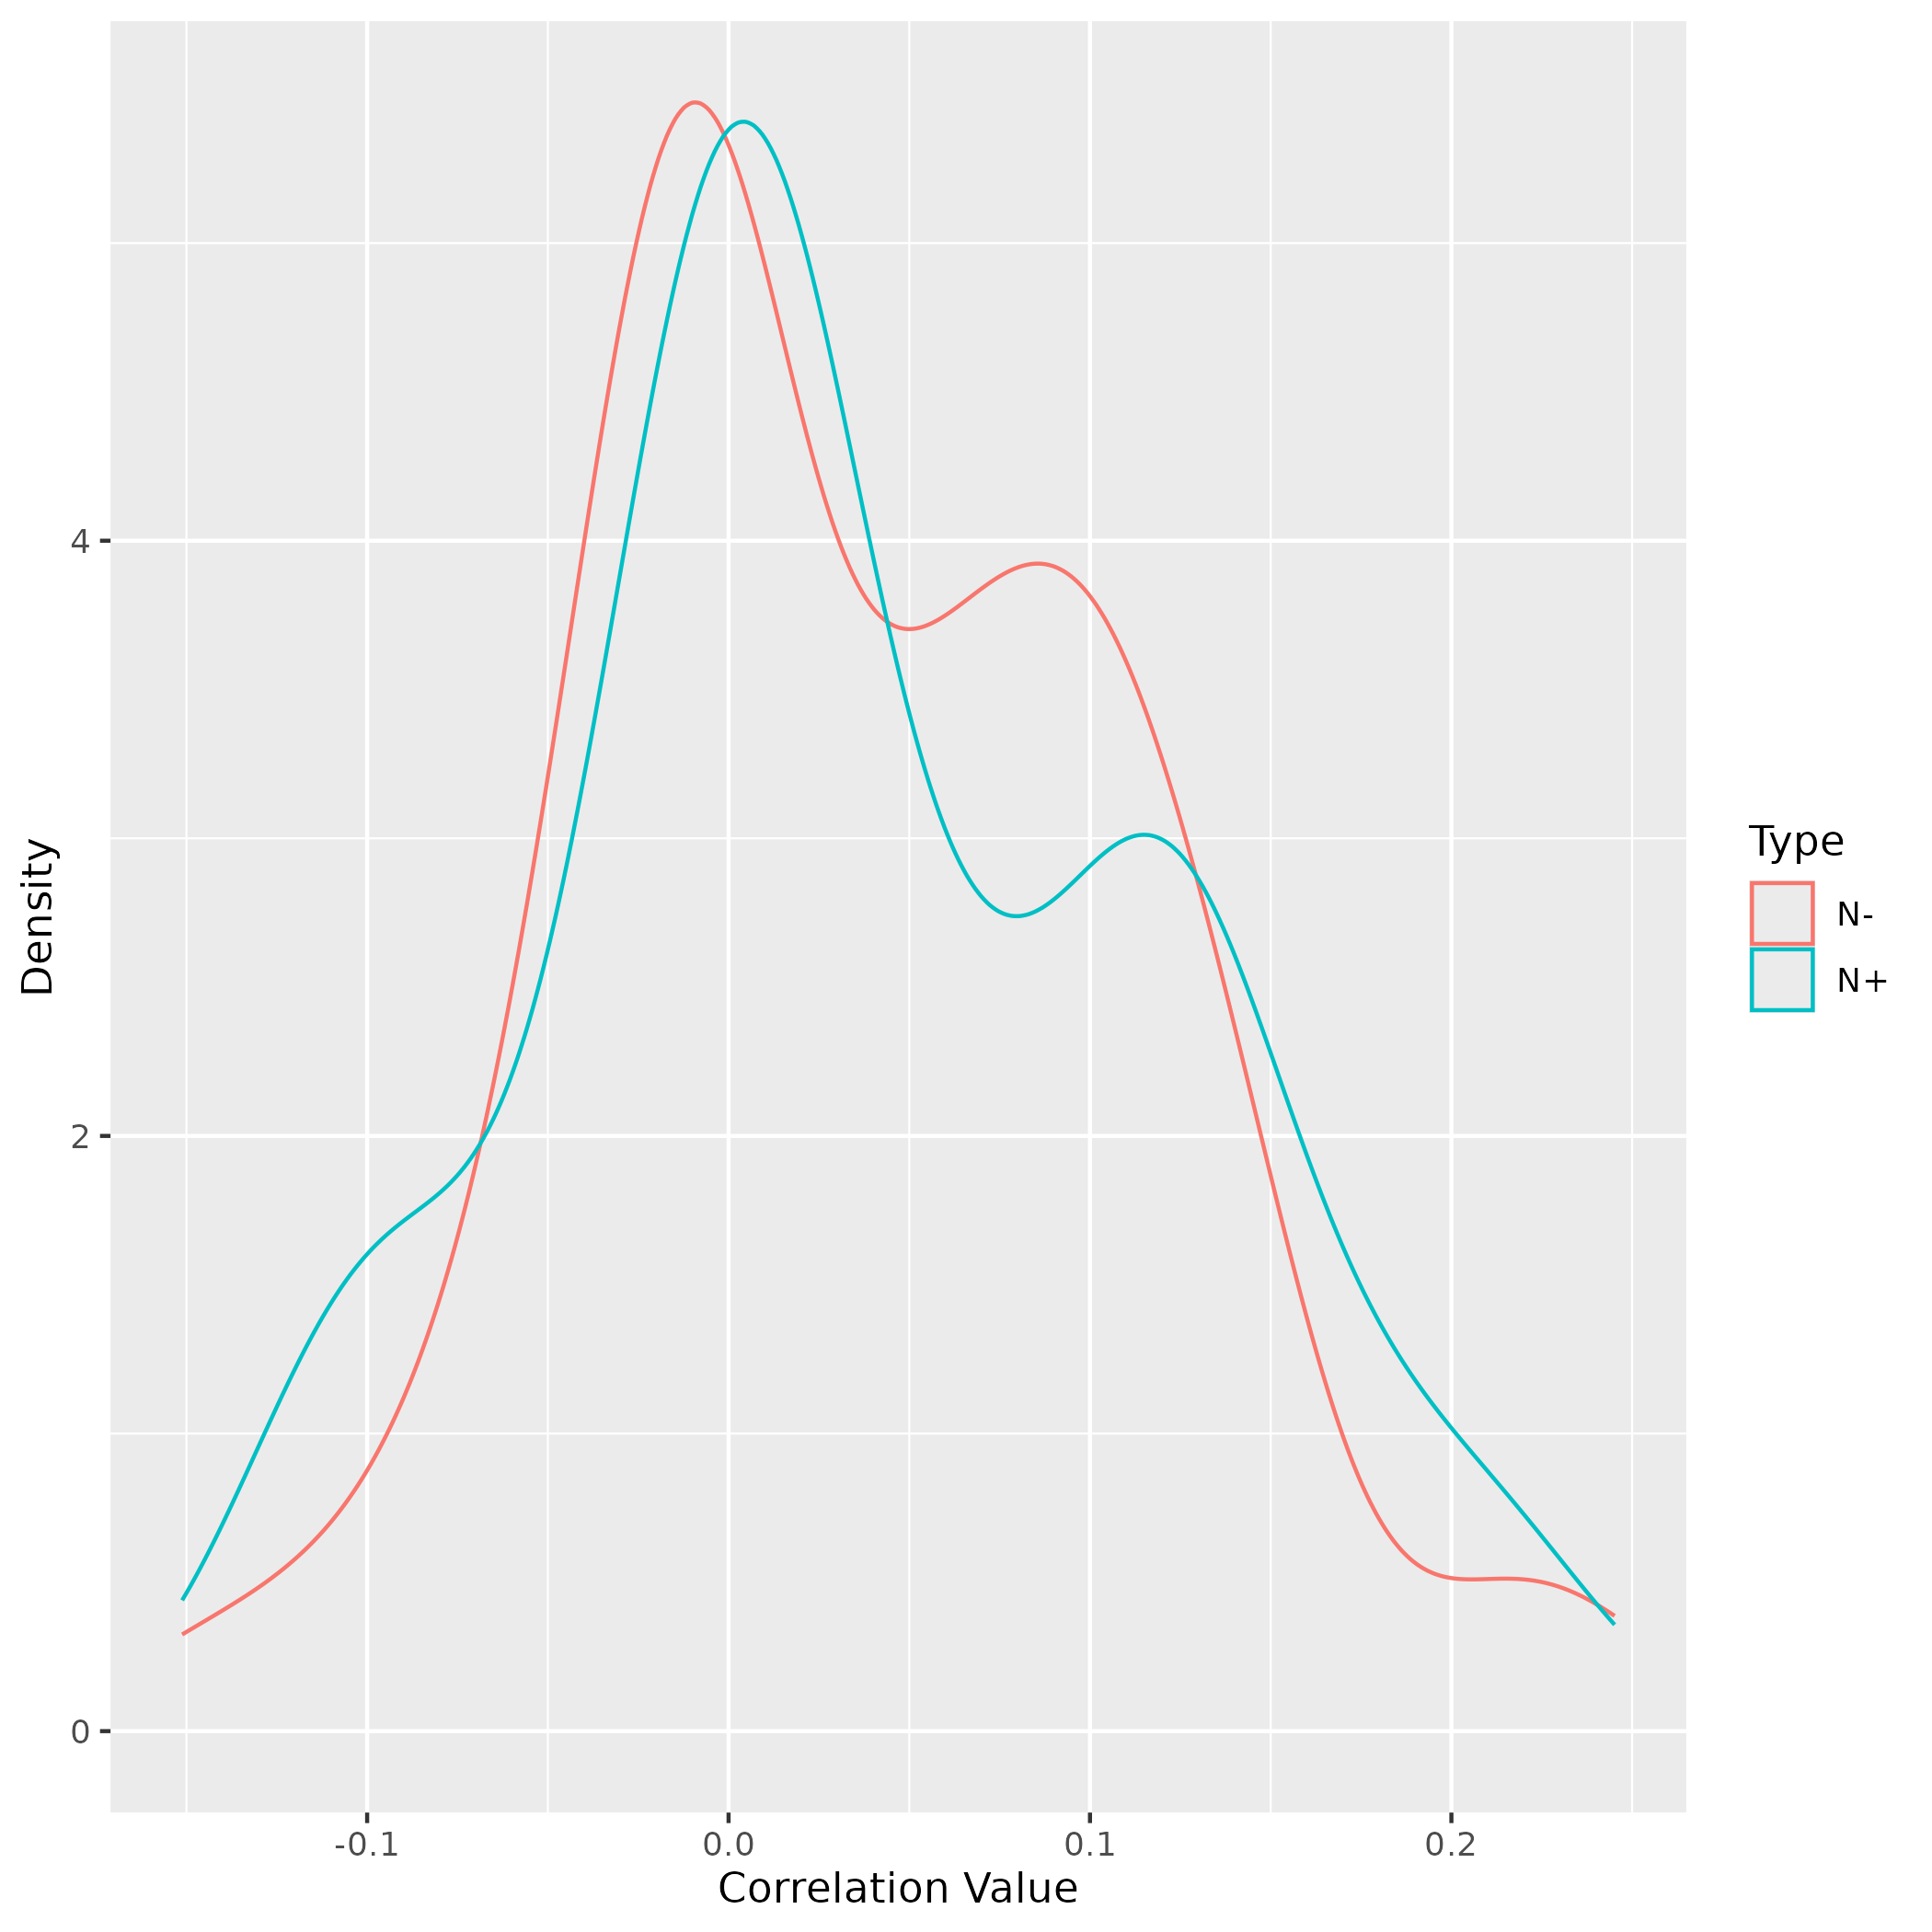 Density
4
2
0
-0.1 0.0 0.1 0.2
Correlation Value
Type
N-
N+